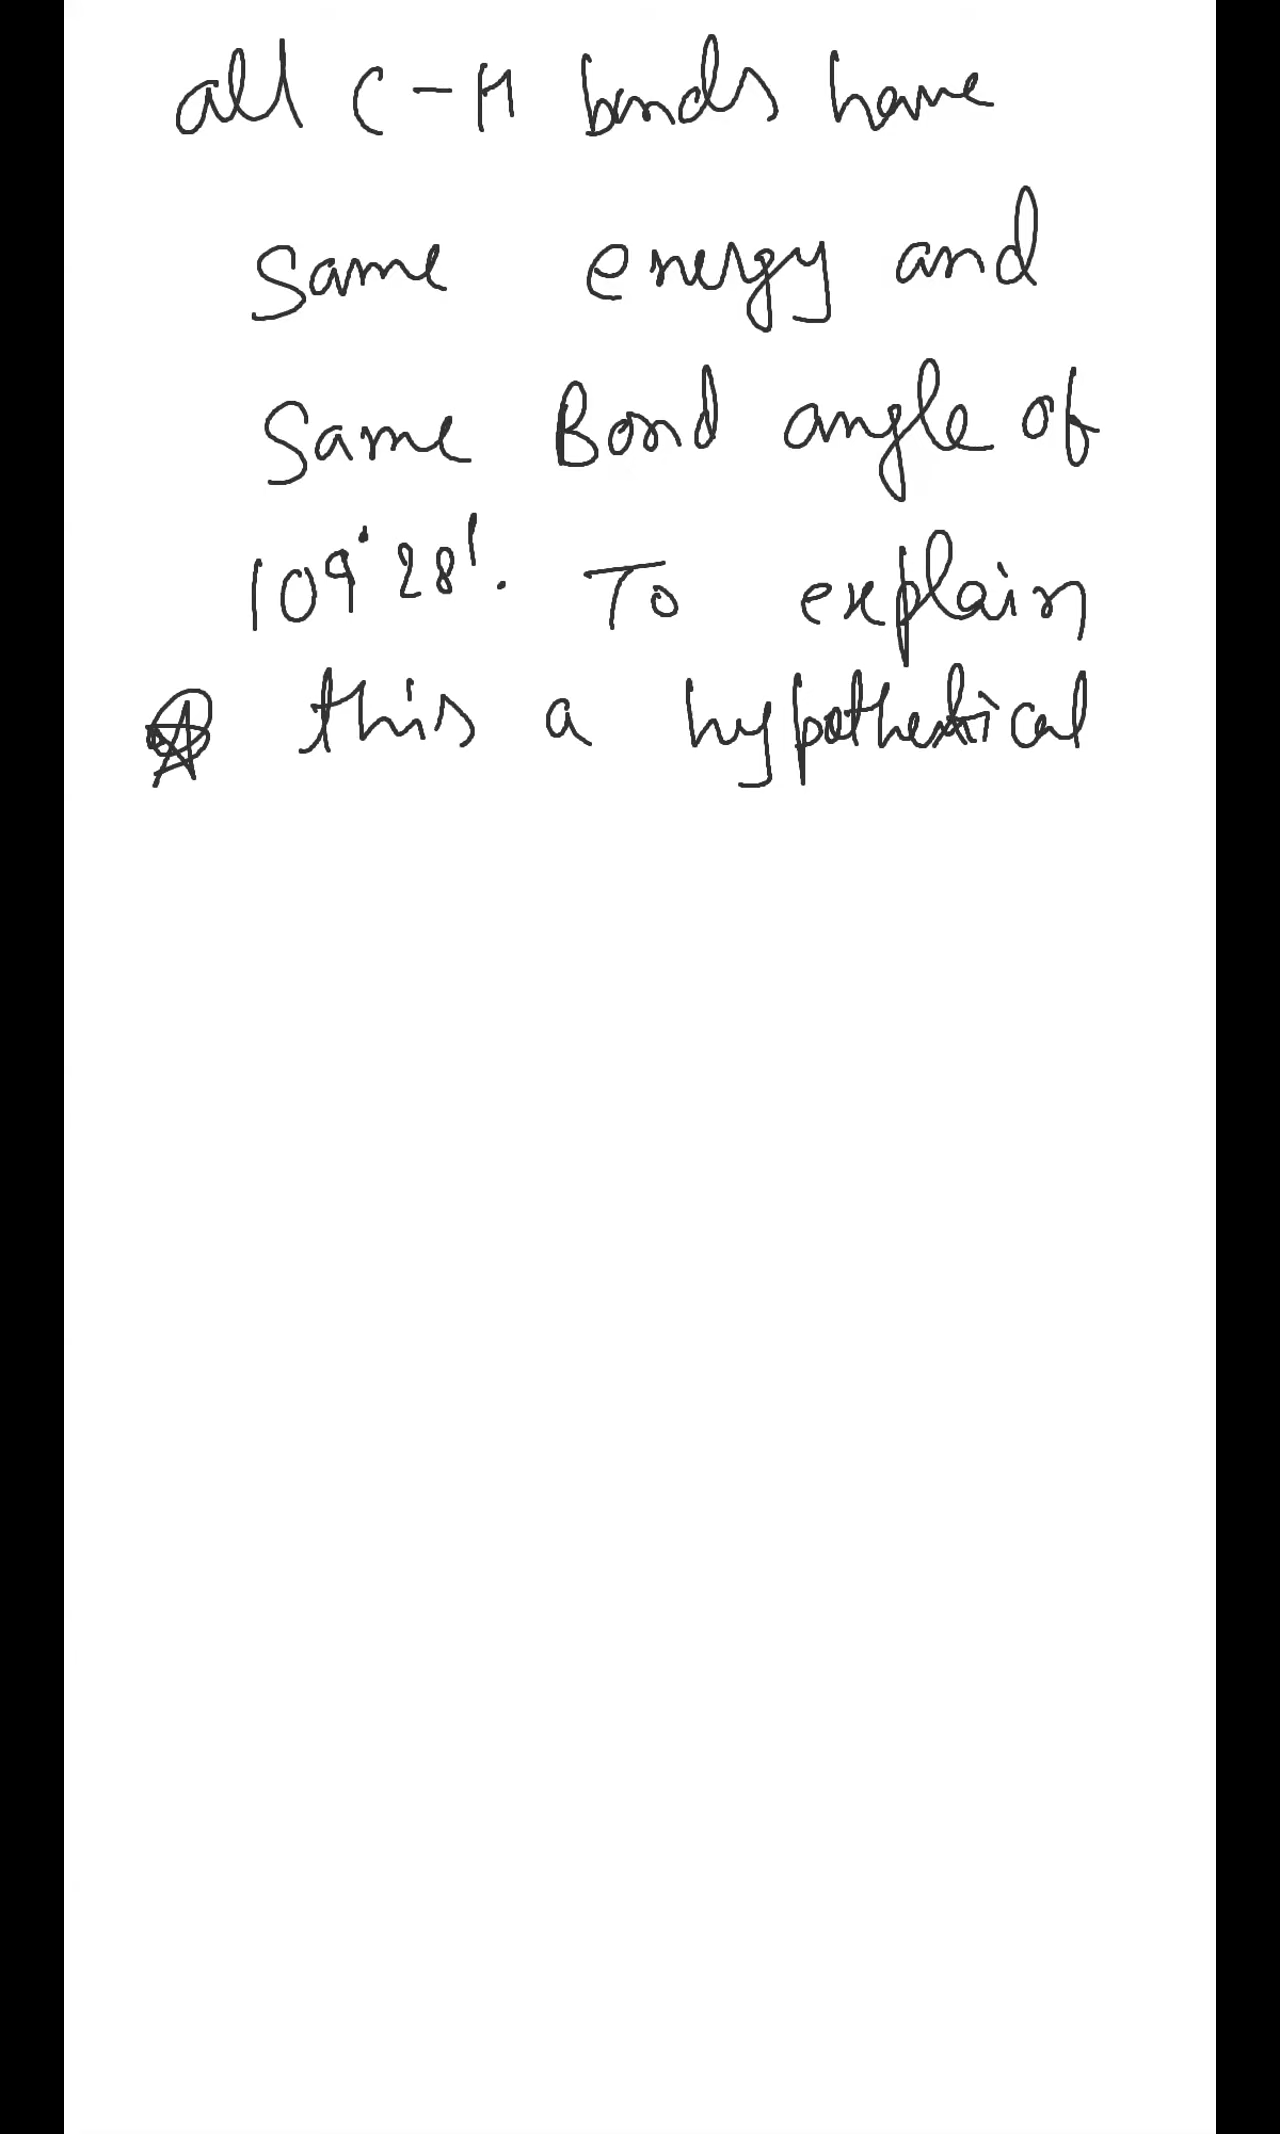 all C-H bonds have
same energy and
same Bond angle of
109°28'. To explain
this a hypothetical